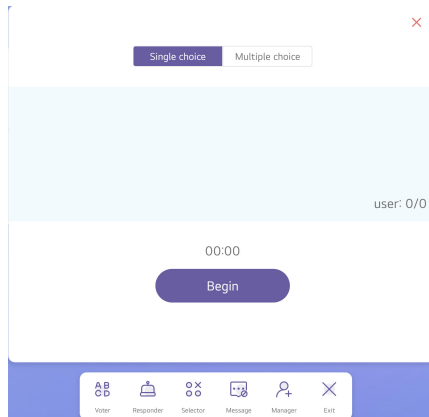 Single choice Multiple choice
user: 0/0
00:00
Begin
A B
C D
Voter Responder Selector Message Manager Exit